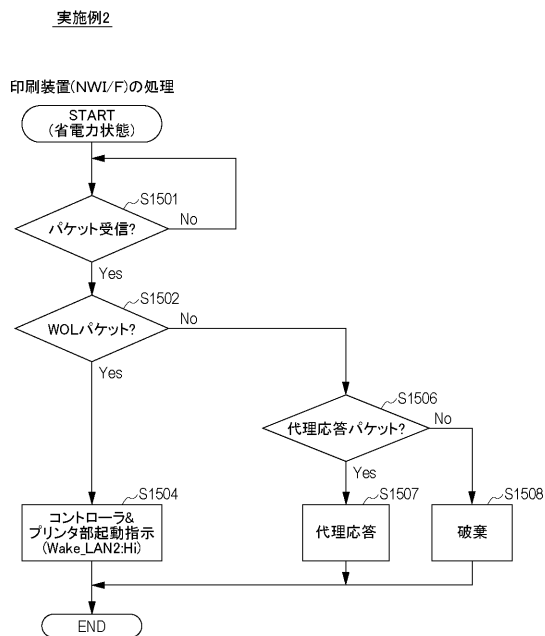 実施例2
印刷装置(NWI/F)の処理
START
(省電力状態)
S1501
パケット受信?
No
Yes
S1502
WOLパケット?
No
Yes
S1506
代理応答パケット?
No
Yes
S1504
コントローラ&
プリンタ部起動指示
(Wake_LAN2:Hi)
S1507
代理応答
S1508
破棄
END